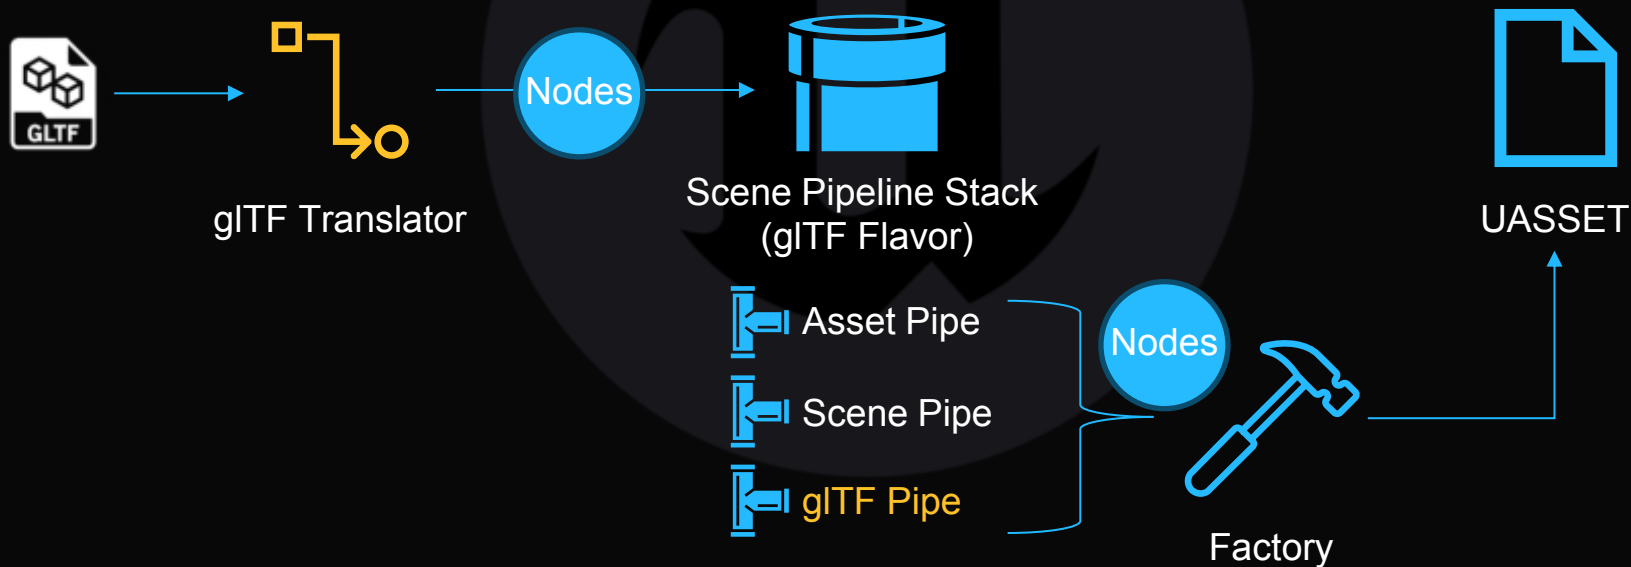 GLTF
glTF Translator
Nodes
Scene Pipeline Stack
(glTF Flavor)
Asset Pipe
Scene Pipe
glTF Pipe
Nodes
Factory
UASSET